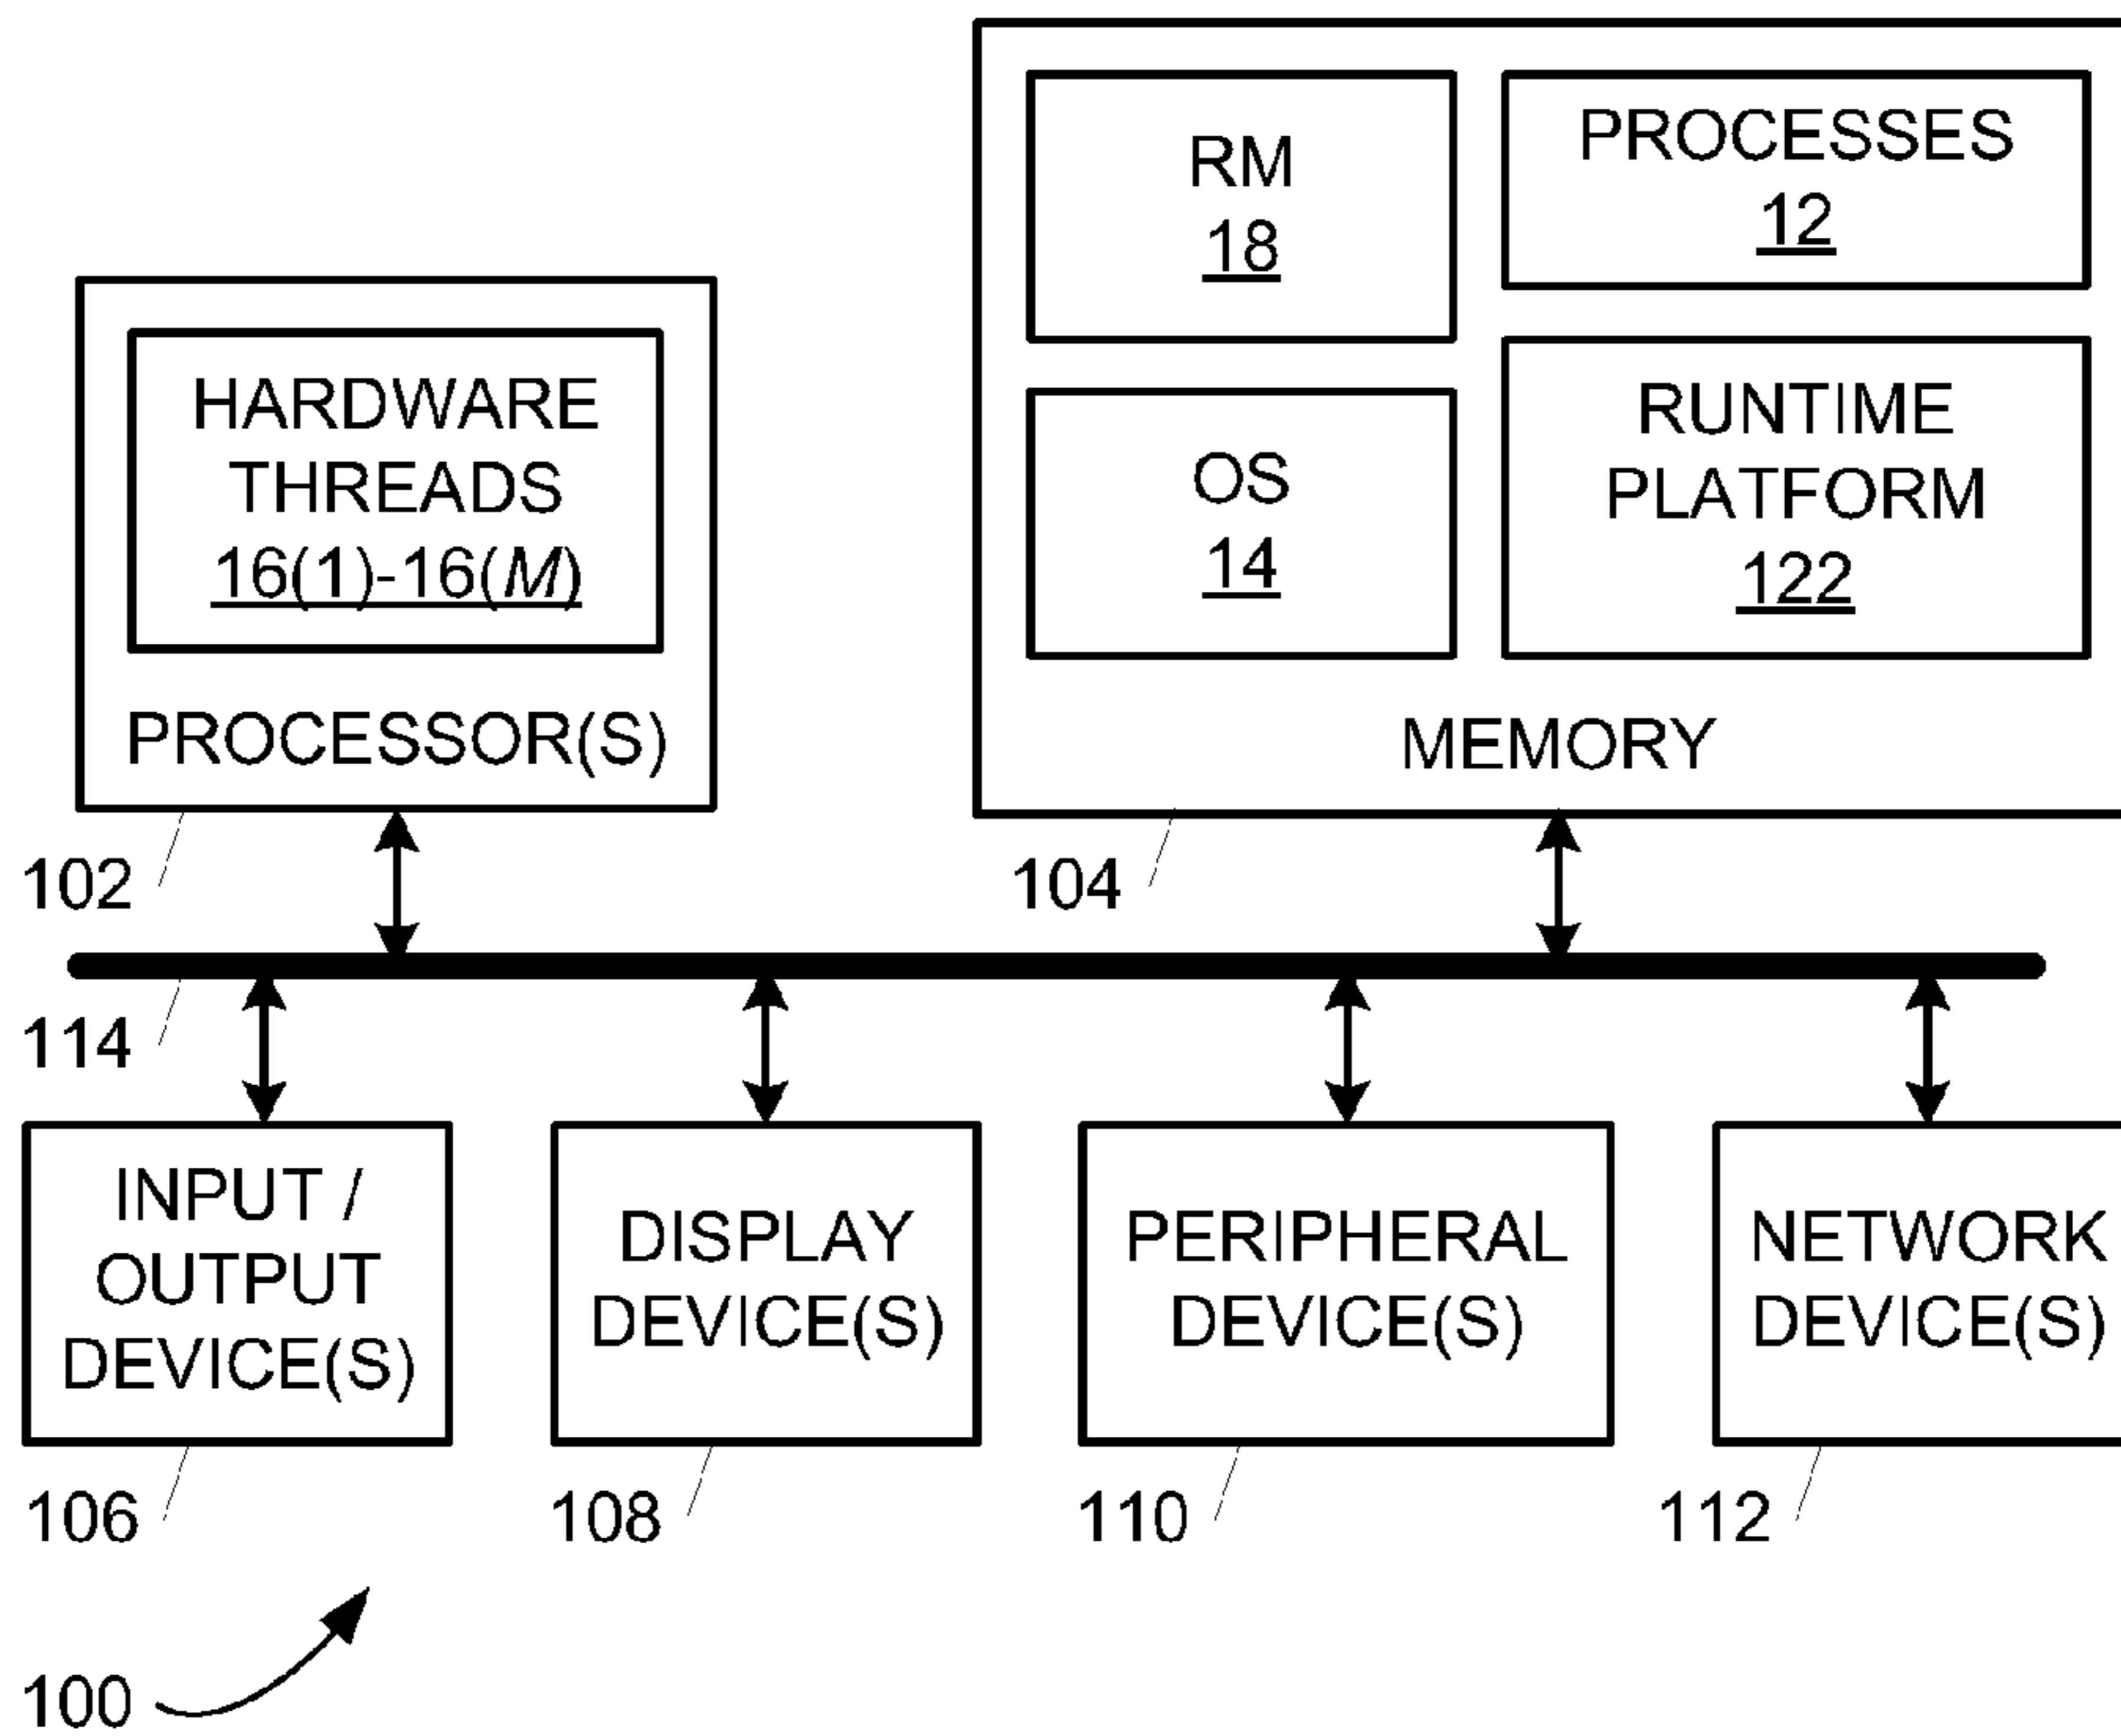 RM
18
PROCESSES
12
HARDWARE
THREADS
16(1)-16(M)
PROCESSOR(S)
OS
14
RUNTIME
PLATFORM
122
MEMORY
102
104
114
INPUT /
OUTPUT
DEVICE(S)
DISPLAY
DEVICE(S)
PERIPHERAL
DEVICE(S)
NETWORK
DEVICE(S)
106
108
110
112
100